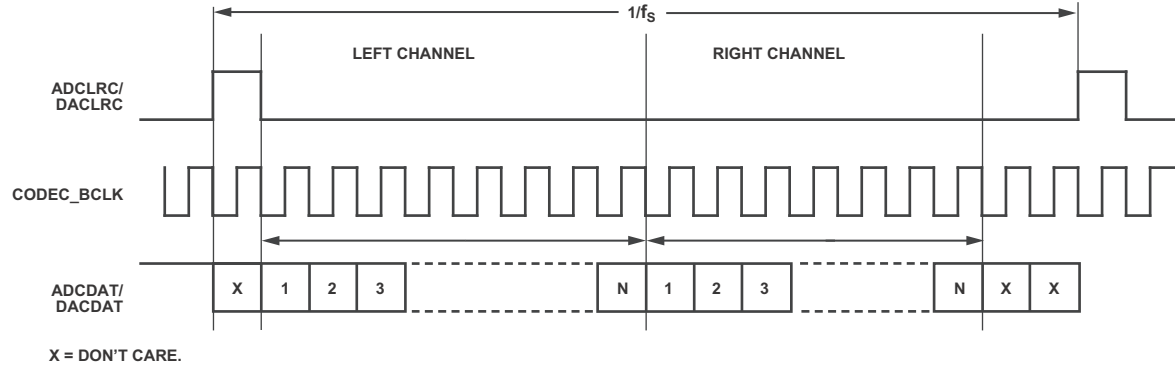 1/fS
LEFT CHANNEL
RIGHT CHANNEL
ADCLRC/
DACLRC
CODEC_BCLK
ADCDAT/
DACDAT
X 1 2 3 N 1 2 3 N X X
X = DON'T CARE.